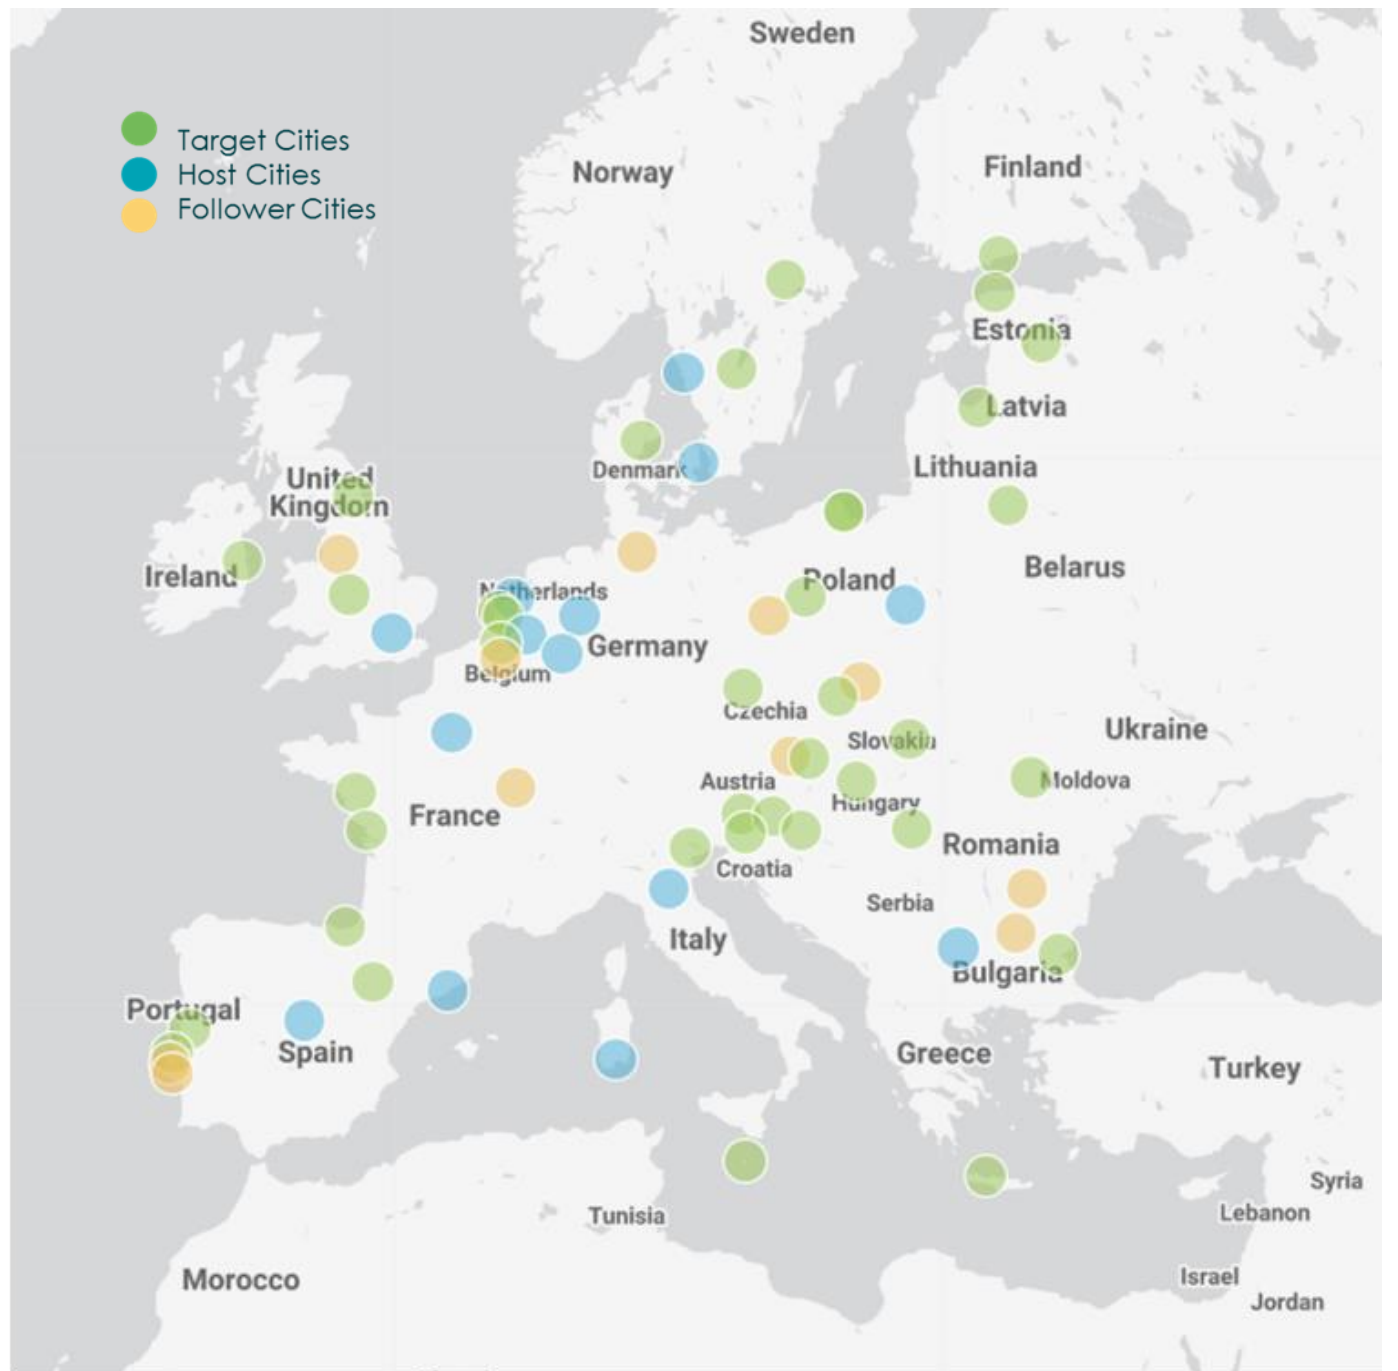 Sweden
Target Cities
Host Cities
Follower Cities
Norway
Finland
Estonia
Latvia
Lithuania
Denmark
United
Kingdom
Ireland
Belarus
Poland
Netherlands
Germany
Belgium
Czechia
Ukraine
Slovakia
Austria
Moldova
Hungary
France
Romania
Croatia
Serbia
Italy
Bulgaria
Portugal
Spain
Greece
Turkey
Syria
Lebanon
Tunisia
Morocco
Israel
Jordan